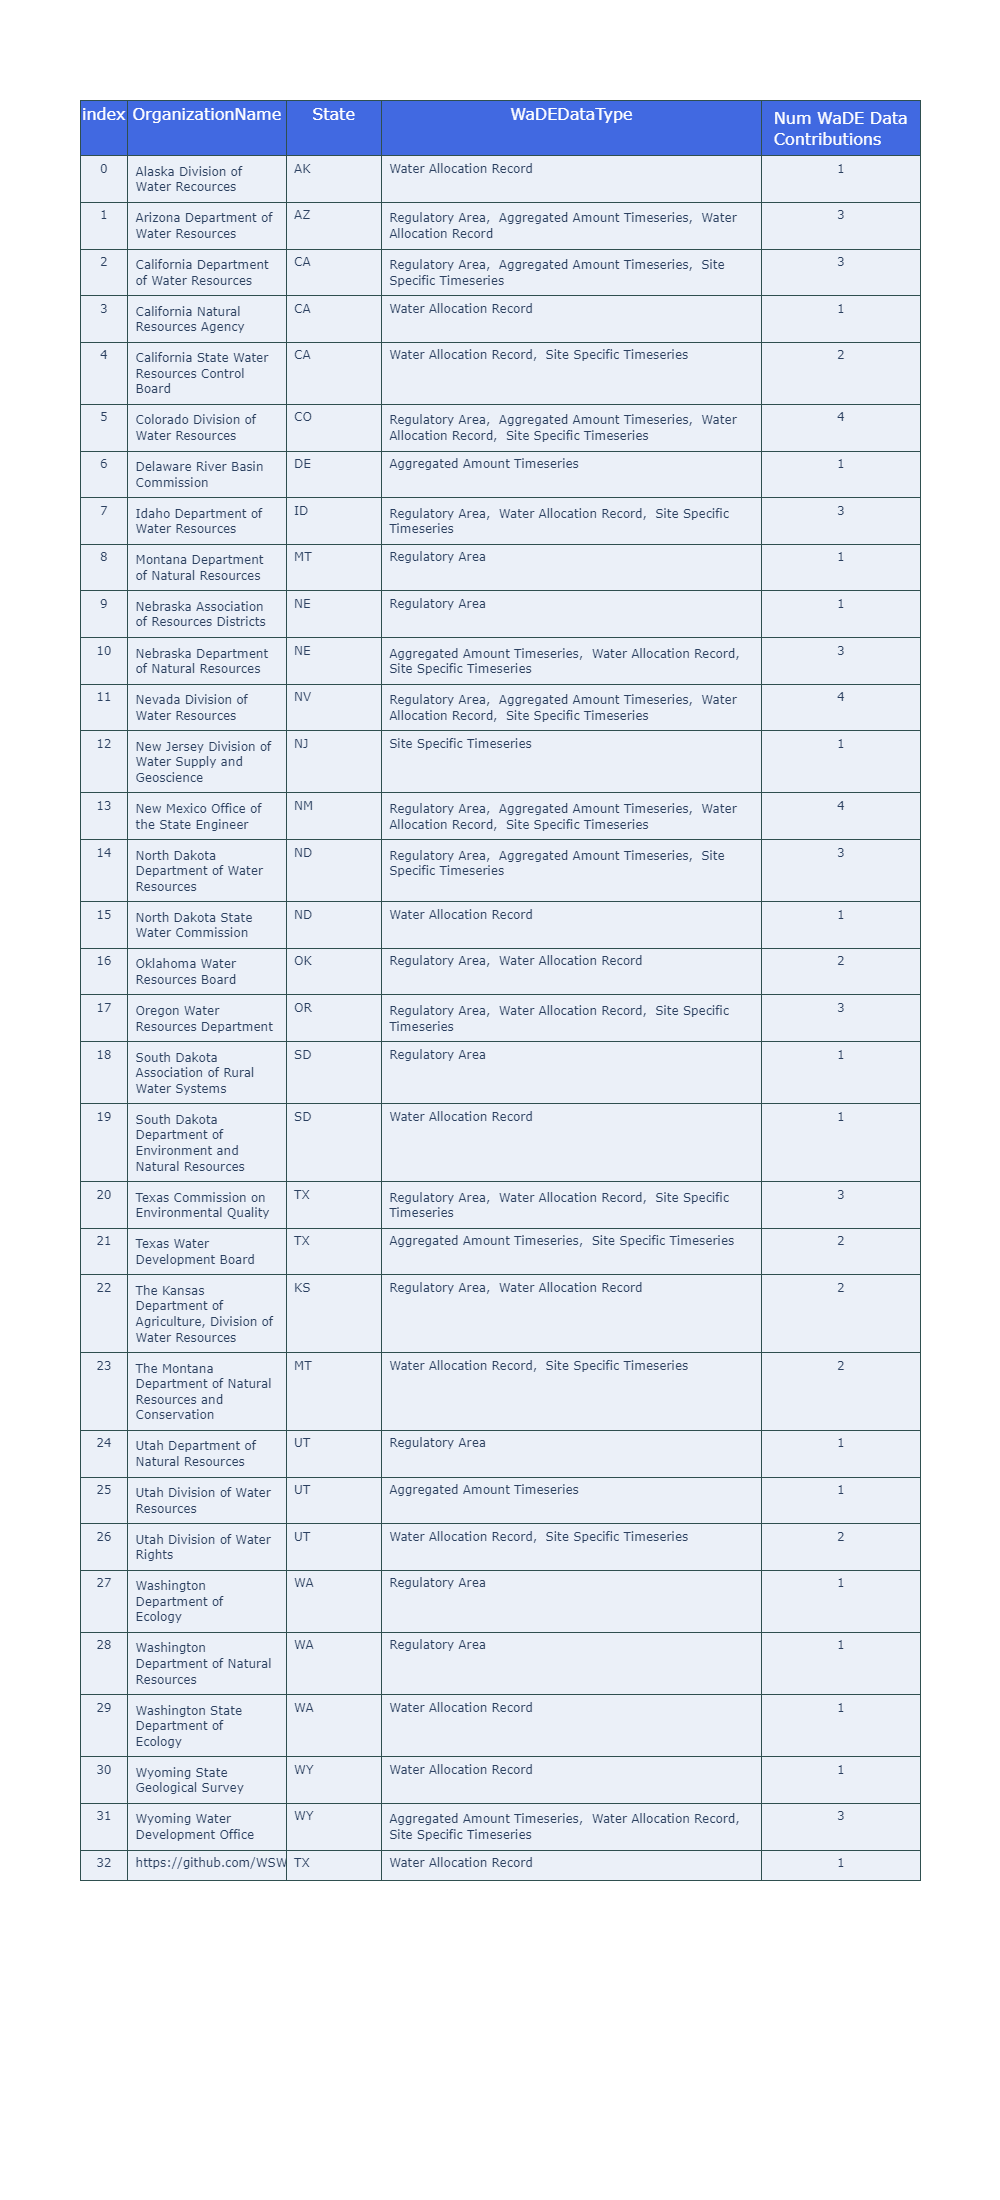 index OrganizationName State WaDEDataType Num WaDE Data
Contributions
0 Alaska Division of AK Water Allocation Record 1
Water Recources
1 Arizona Department of AZ Regulatory Area, Aggregated Amount Timeseries, Water 3
Water Resources Allocation Record
2 California Department CA Regulatory Area, Aggregated Amount Timeseries, Site 3
of Water Resources Specific Timeseries
3 California Natural CA Water Allocation Record 1
Resources Agency
4 California State Water CA Water Allocation Record, Site Specific Timeseries 2
Resources Control
Board
5 Colorado Division of CO Regulatory Area, Aggregated Amount Timeseries, Water 4
Water Resources Allocation Record, Site Specific Timeseries
6 Delaware River Basin DE Aggregated Amount Timeseries 1
Commission
7 Idaho Department of ID Regulatory Area, Water Allocation Record, Site Specific 3
Water Resources Timeseries
8 Montana Department MT Regulatory Area 1
of Natural Resources
9 Nebraska Association NE Regulatory Area 1
of Resources Districts
10 Nebraska Department NE Aggregated Amount Timeseries, Water Allocation Record, 3
of Natural Resources Site Specific Timeseries
11 Nevada Division of NV Regulatory Area, Aggregated Amount Timeseries, Water 4
Water Resources Allocation Record, Site Specific Timeseries
12 New Jersey Division of NJ Site Specific Timeseries 1
Water Supply and
Geoscience
13 New Mexico Office of NM Regulatory Area, Aggregated Amount Timeseries, Water 4
the State Engineer Allocation Record, Site Specific Timeseries
14 North Dakota ND Regulatory Area, Aggregated Amount Timeseries, Site 3
Department of Water Specific Timeseries
Resources
15 North Dakota State ND Water Allocation Record 1
Water Commission
16 Oklahoma Water OK Regulatory Area, Water Allocation Record 2
Resources Board
17 Oregon Water OR Regulatory Area, Water Allocation Record, Site Specific 3
Resources Department Timeseries
18 South Dakota SD Regulatory Area 1
Association of Rural
Water Systems
19 South Dakota SD Water Allocation Record 1
Department of
Environment and
Natural Resources
20 Texas Commission on TX Regulatory Area, Water Allocation Record, Site Specific 3
Environmental Quality Timeseries
21 Texas Water TX Aggregated Amount Timeseries, Site Specific Timeseries 2
Development Board
22 The Kansas KS Regulatory Area, Water Allocation Record 2
Department of
Agriculture, Division of
Water Resources
23 The Montana MT Water Allocation Record, Site Specific Timeseries 2
Department of Natural
Resources and
Conservation
24 Utah Department of UT Regulatory Area 1
Natural Resources
25 Utah Division of Water UT Aggregated Amount Timeseries 1
Resources
26 Utah Division of Water UT Water Allocation Record, Site Specific Timeseries 2
Rights
27 Washington WA Regulatory Area 1
Department of
Ecology
28 Washington WA Regulatory Area 1
Department of Natural
Resources
29 Washington State WA Water Allocation Record 1
Department of
Ecology
30 Wyoming State WY Water Allocation Record 1
Geological Survey
31 Wyoming Water WY Aggregated Amount Timeseries, Water Allocation Record, 3
Development Office Site Specific Timeseries
32 https://github.com/WSW TX Water Allocation Record 1